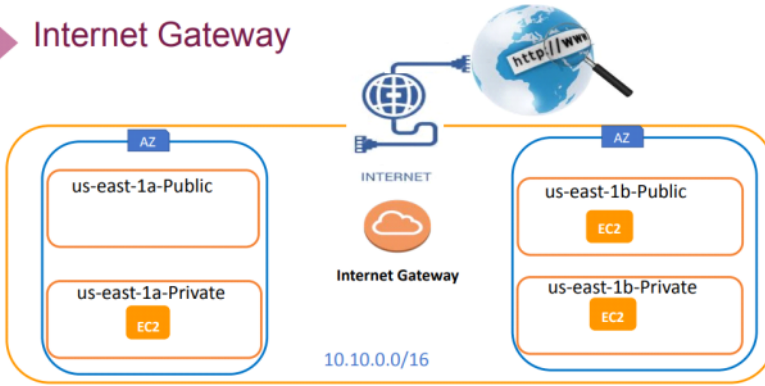 Internet Gateway
http://www
AZ
AZ
INTERNET
us-east-1a-Public
us-east-1b-Public
EC2
Internet Gateway
us-east-1a-Private
us-east-1b-Private
EC2
EC2
10.10.0.0/16